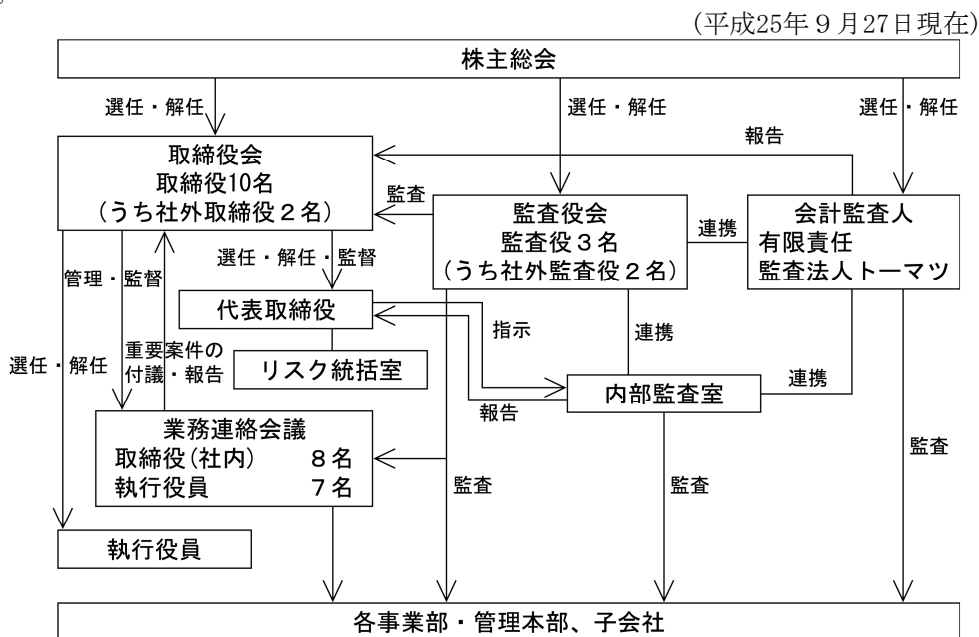 (平成25年９月27日現在)
株主総会
選任・解任
選任・解任
選任・解任
報告
取締役会
取締役10名
(うち社外取締役２名)
監査
監査役会
監査役３名
(うち社外監査役２名)
連携
会計監査人
有限責任
監査法人トーマツ
管理・監督
選任・解任・監督
代表取締役
指示
連携
選任・解任
重要案件の
付議・報告
リスク統括室
報告
内部監査室
連携
業務連絡会議
取締役(社内)　８名
執行役員　７名
監査
監査
監査
執行役員
各事業部・管理本部、子会社